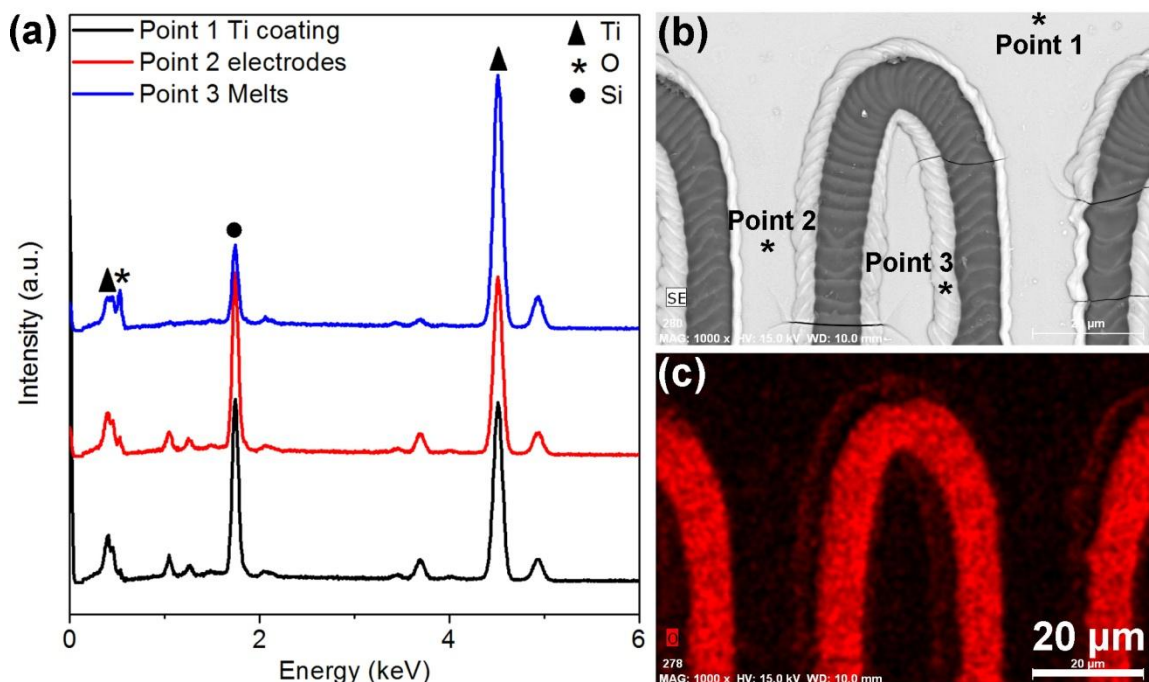 (a)
Point 1 Ti coating
Point 2 electrodes
Point 3 Melts
Ti
O
Si
*
Intensity (a.u.)
0
2
4
6
Energy (keV)
(b)
*
Point 1
Point 2
*
Point 3
*
SE
280
MAG: 1000 x HV: 15.0 kV WD: 10.0 mm
(c)
O
278
MAG: 1000 x HV: 15.0 kV WD: 10.0 mm
20 µm
20 µm